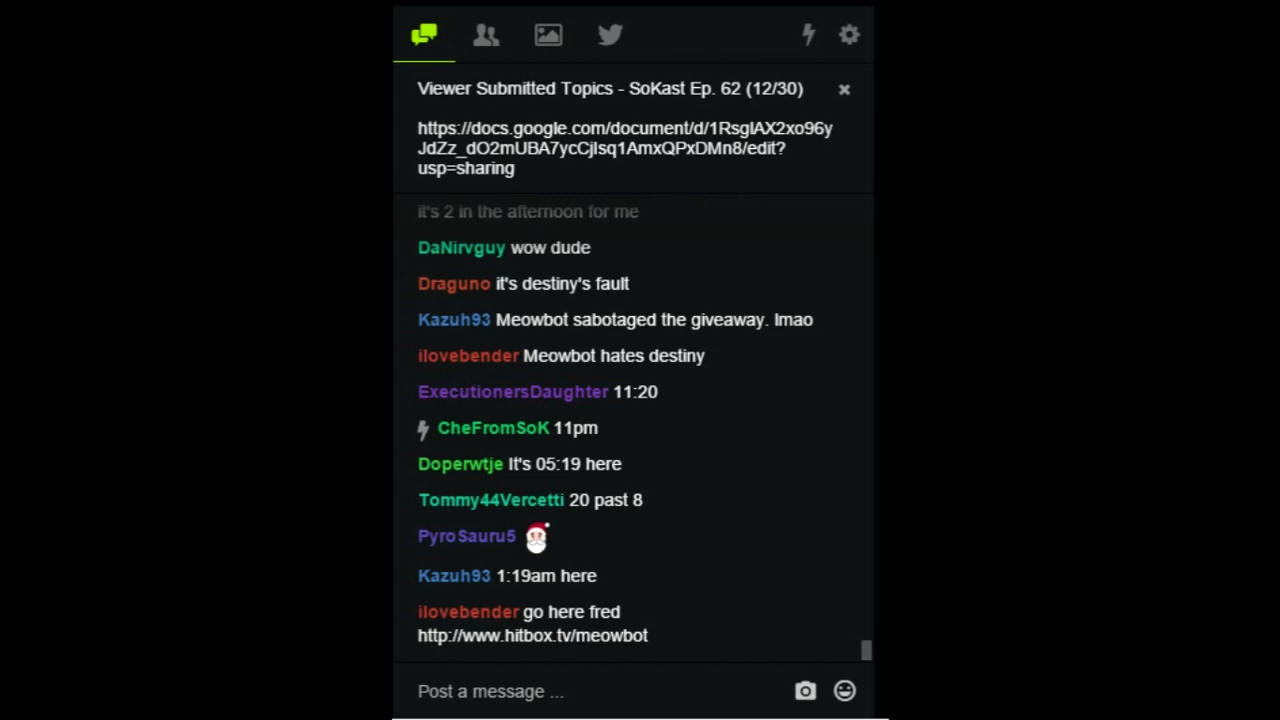 Viewer Submitted Topics - SoKast Ep. 62 (12/30)
https://docs.google.com/document/d/1RsglAX2xo96y
JdZz_dO2mUBA7ycCjlsq1AmxQPxDMn8/edit?
usp=sharing
it's 2 in the afternoon for me
DaNirvguy wow dude
Draguno it's destiny's fault
Kazuh93 Meowbot sabotaged the giveaway. lmao
ilovebender Meowbot hates destiny
ExecutionersDaughter 11:20
CheFromSoK 11pm
Doperwtje It's 05:19 here
Tommy44Vercetti 20 past 8
PyroSauru5
Kazuh93 1:19am here
ilovebender go here fred
http://www.hitbox.tv/meowbot
Post a message ...